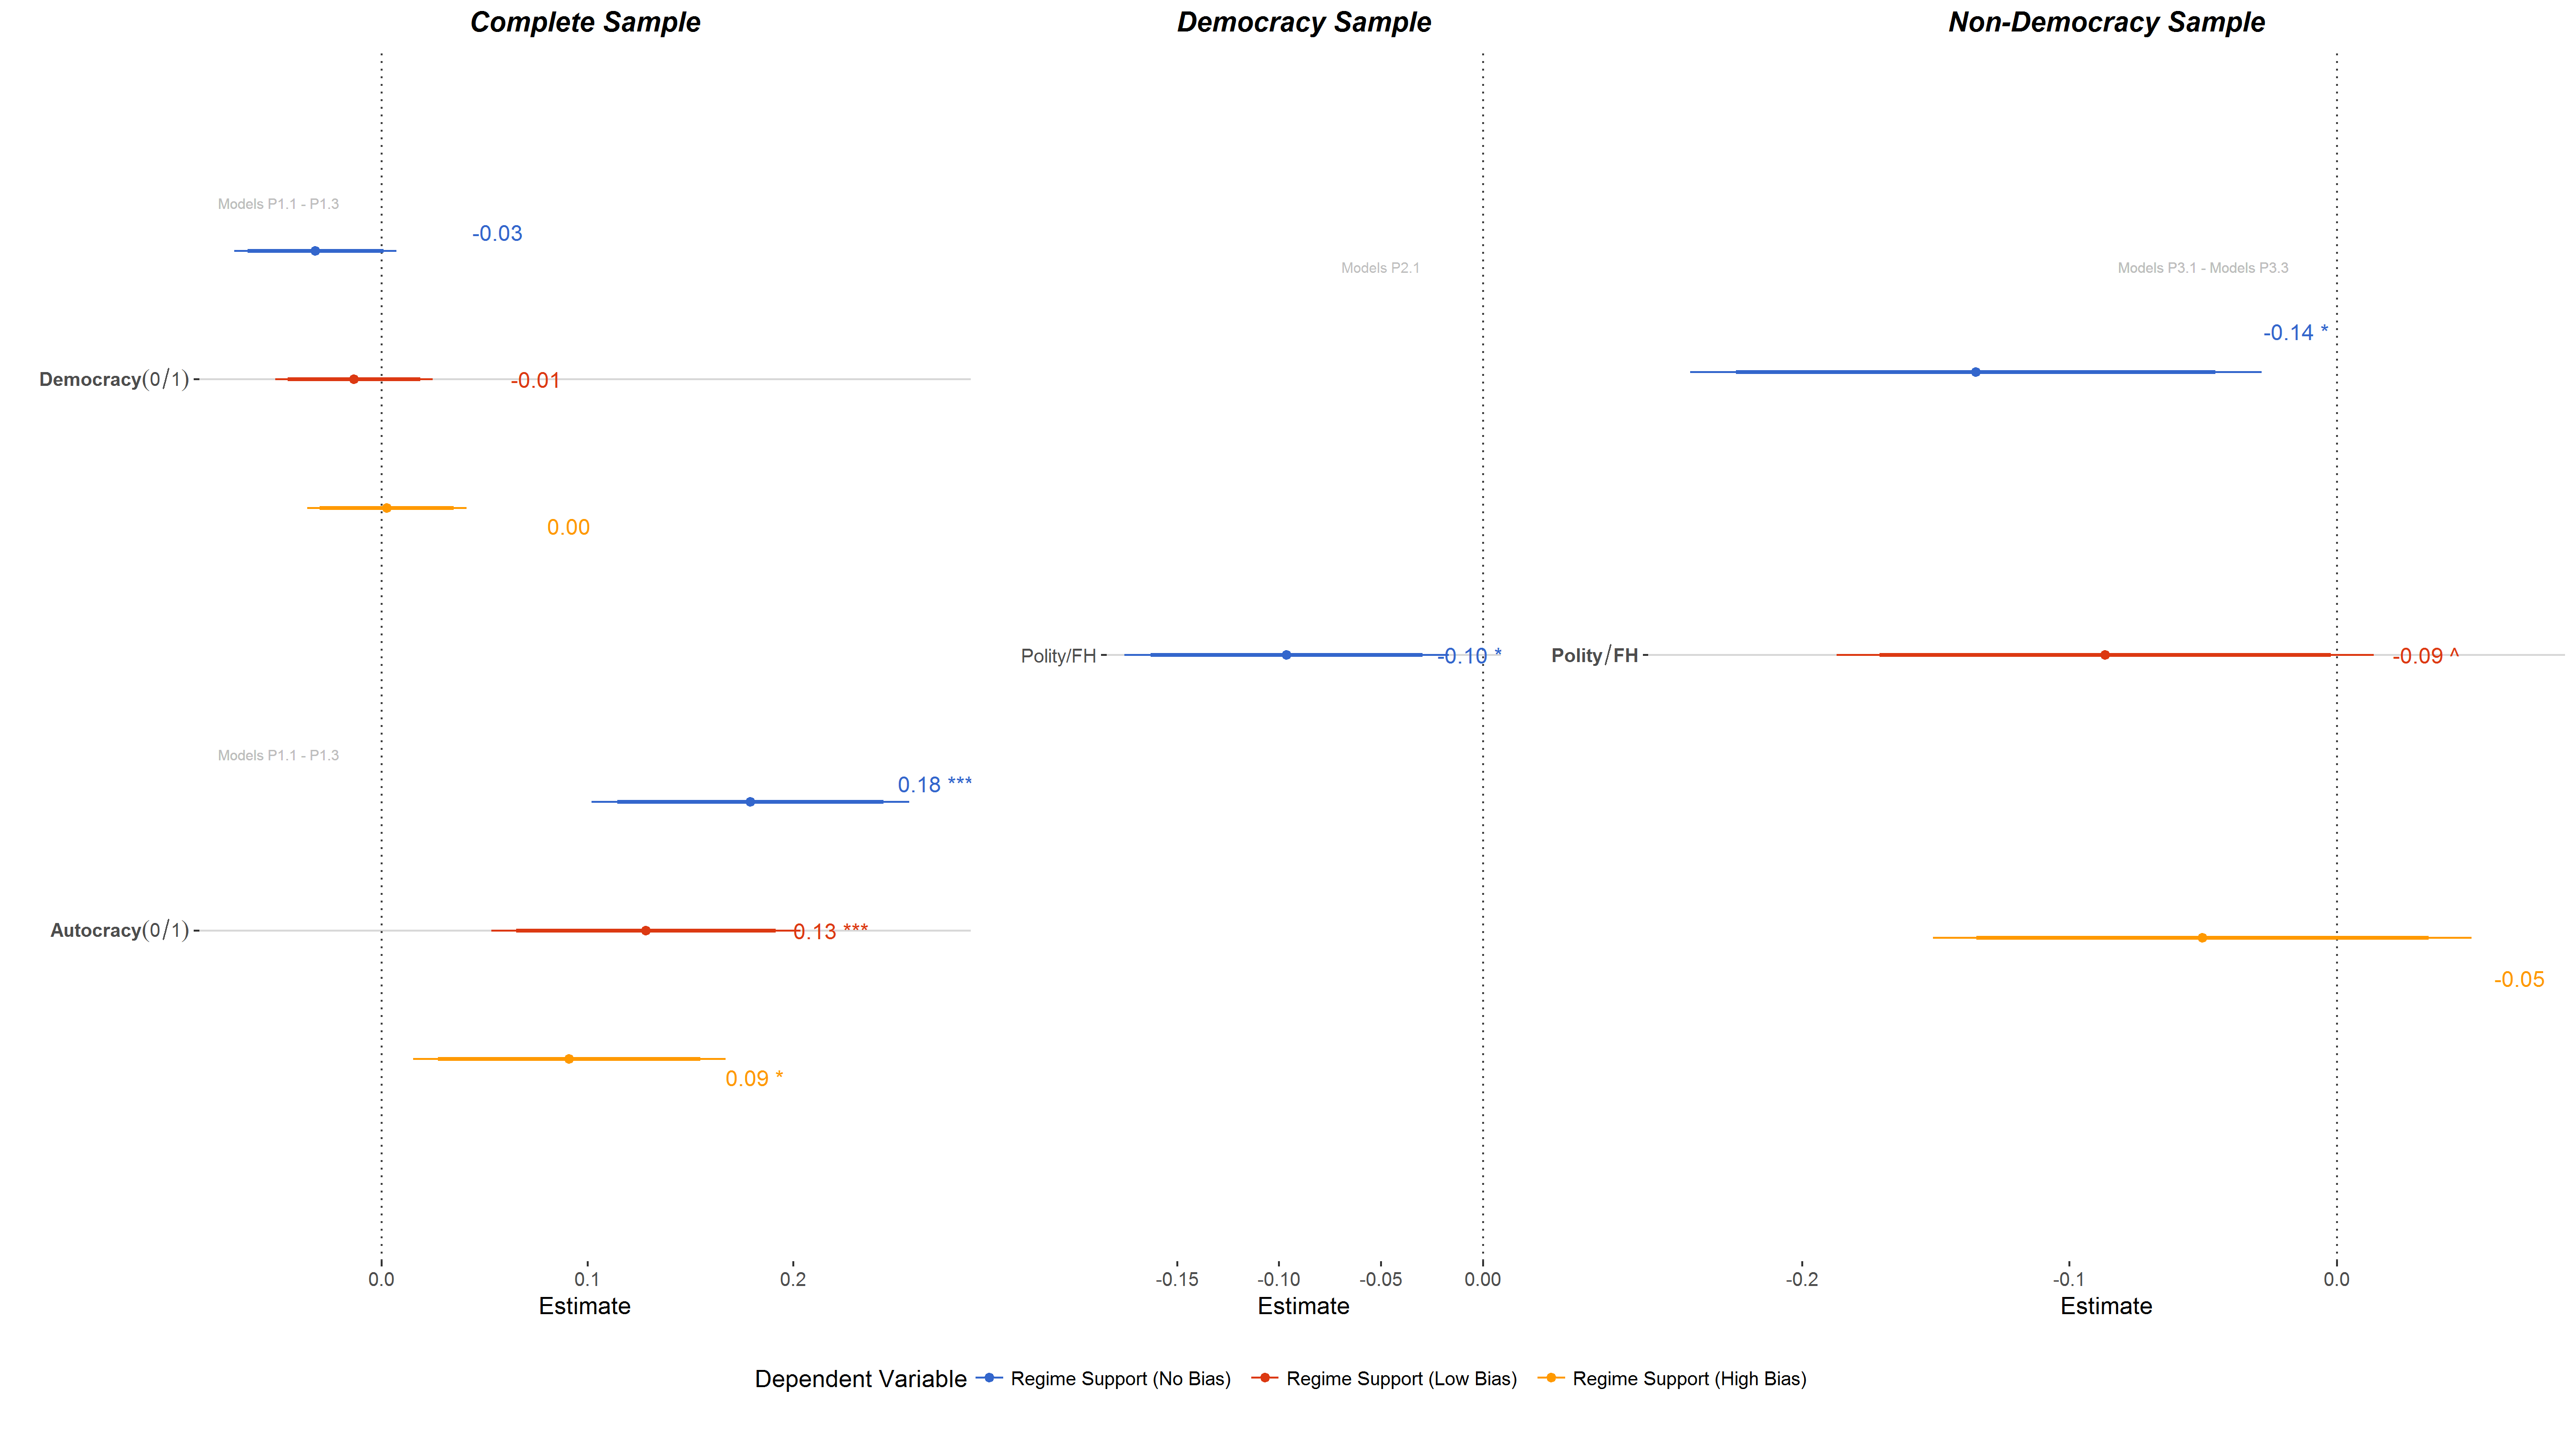 Complete Sample
Democracy Sample
Non-Democracy Sample
Models P1.1 - P1.3
-0.03
Democracy(0/1)
-0.01
0.00
Models P1.1 - P1.3
0.18 ***
Autocracy(0/1)
0.13 ***
0.09 *
0.0 0.1 0.2
Estimate
Models P2.1
Polity/FH
-0.10 *
-0.15 -0.10 -0.05 0.00
Estimate
Models P3.1 - Models P3.3
-0.14 *
Polity/FH
-0.09 ^
-0.05
-0.2 -0.1 0.0
Estimate
Dependent Variable Regime Support (No Bias) Regime Support (Low Bias) Regime Support (High Bias)